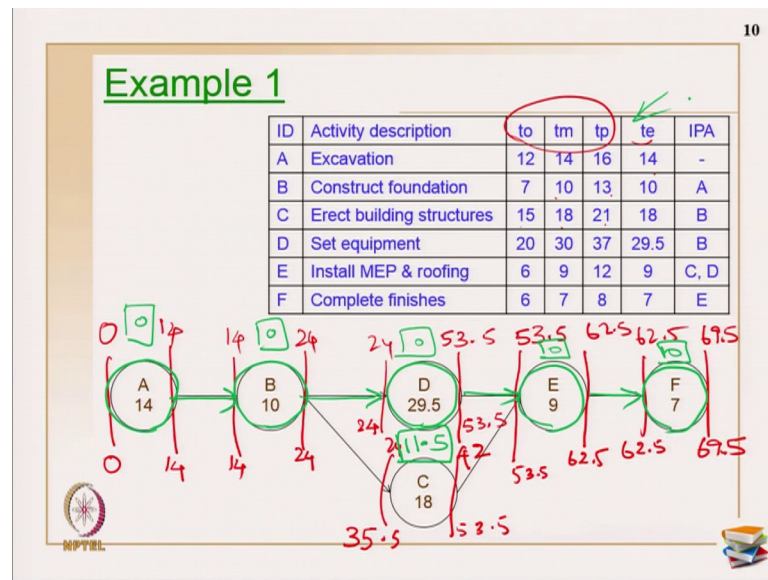 10
Example 1
ID Activity description to tm tp te IPA
A Excavation 12 14 16 14 -
B Construct foundation 7 10 13 10 A
C Erect building structures 15 18 21 18 B
D Set equipment 20 30 37 29.5 B
E Install MEP & roofing 6 9 12 9 C, D
F Complete finishes 6 7 8 7 E
0 0 14 14 0 24 24 0 53.5 53.5 0 62.5 62.5 0 69.5
A
14
B
10
D
29.5
E
9
F
7
0 14 14 24 24 53.5 53.5 62.5 62.5 69.5
24 11.5 42
C
18
35.5 53.5
NPTEL